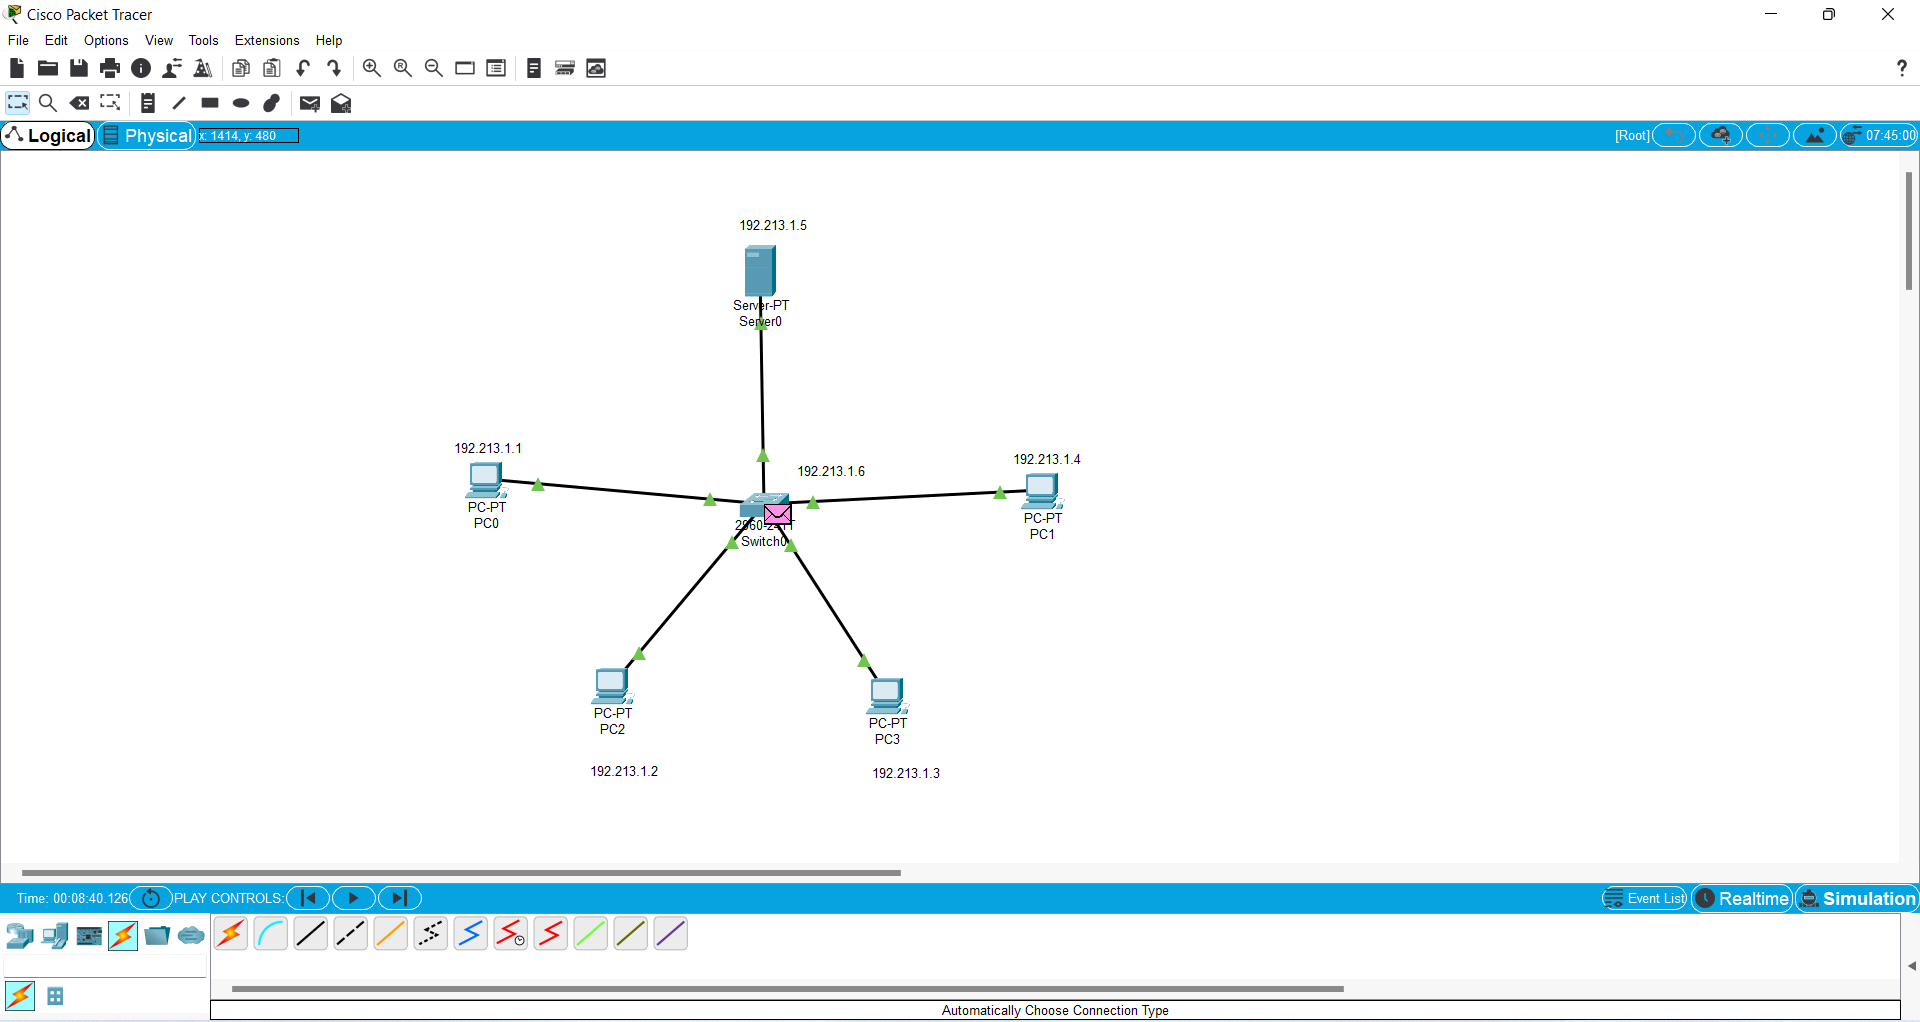 Cisco Packet Tracer
File Edit Options View Tools Extensions Help
Logical Physical x: 1414, y: 480 [Root] 07:45:00
192.213.1.5
Server-PT
Server0
192.213.1.1
PC-PT
PC0
192.213.1.6
192.213.1.4
PC-PT
PC1
Switch0
PC-PT
PC2
192.213.1.2
PC-PT
PC3
192.213.1.3
Time: 00:08:40.126 PLAY CONTROLS: Event List Realtime Simulation
Automatically Choose Connection Type